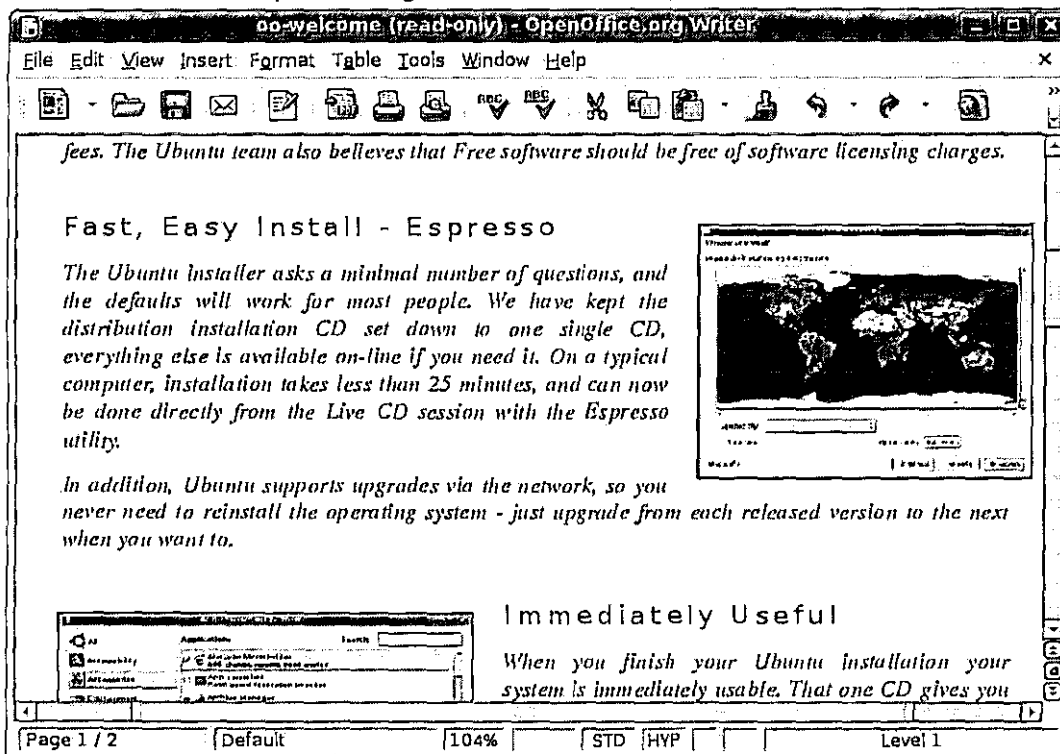 oo-welcome (read-only) - OpenOffice.org Writer
File Edit View Insert Format Table Tools Window Help
fees. The Ubuntu team also believes that Free software should be free of software licensing charges.
Fast, Easy Install - Espresso
The Ubuntu installer asks a minimal number of questions, and
the defaults will work for most people. We have kept the
distribution installation CD set down to one single CD,
everything else is available on-line if you need it. On a typical
computer, installation takes less than 25 minutes, and can now
be done directly from the Live CD session with the Espresso
utility.
In addition, Ubuntu supports upgrades via the network, so you
never need to reinstall the operating system - just upgrade from each released version to the next
when you want to.
Immediately Useful
All
Applications
Search:
Accessibility
Accessories
Archive Manager
When you finish your Ubuntu installation your
system is immediately usable. That one CD gives you
Page 1 / 2 Default 104% STD HYP Level 1